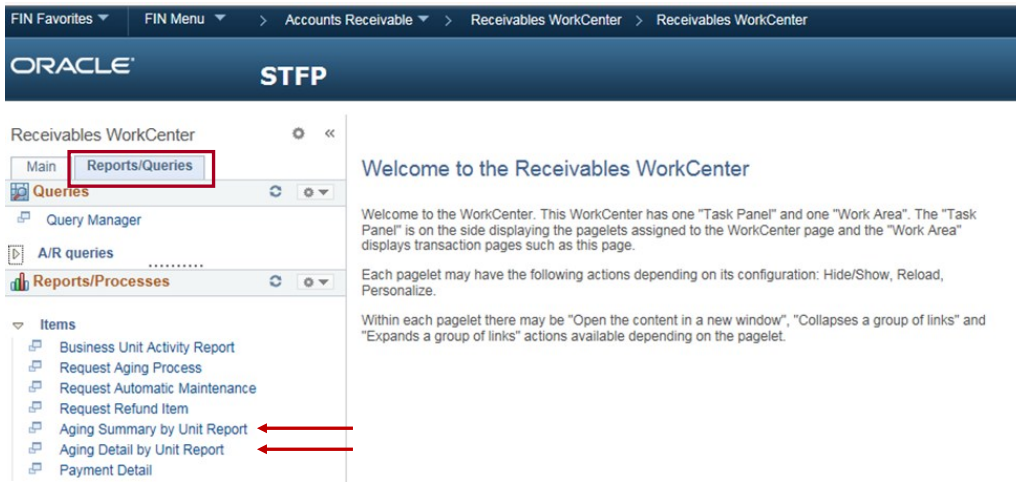 FIN Favorites FIN Menu > Accounts Receivable > Receivables WorkCenter > Receivables WorkCenter
ORACLE STFP
Receivables WorkCenter «
Main Reports/Queries
Queries
Query Manager
A/R queries
Reports/Processes
Items
Business Unit Activity Report
Request Aging Process
Request Automatic Maintenance
Request Refund Item
Aging Summary by Unit Report
Aging Detail by Unit Report
Payment Detail
Welcome to the Receivables WorkCenter
Welcome to the WorkCenter. This WorkCenter has one "Task Panel" and one "Work Area". The "Task
Panel" is on the side displaying the pagelets assigned to the WorkCenter page and the "Work Area"
displays transaction pages such as this page.
Each pagelet may have the following actions depending on its configuration: Hide/Show, Reload,
Personalize.
Within each pagelet there may be "Open the content in a new window", "Collapses a group of links" and
"Expands a group of links" actions available depending on the pagelet.